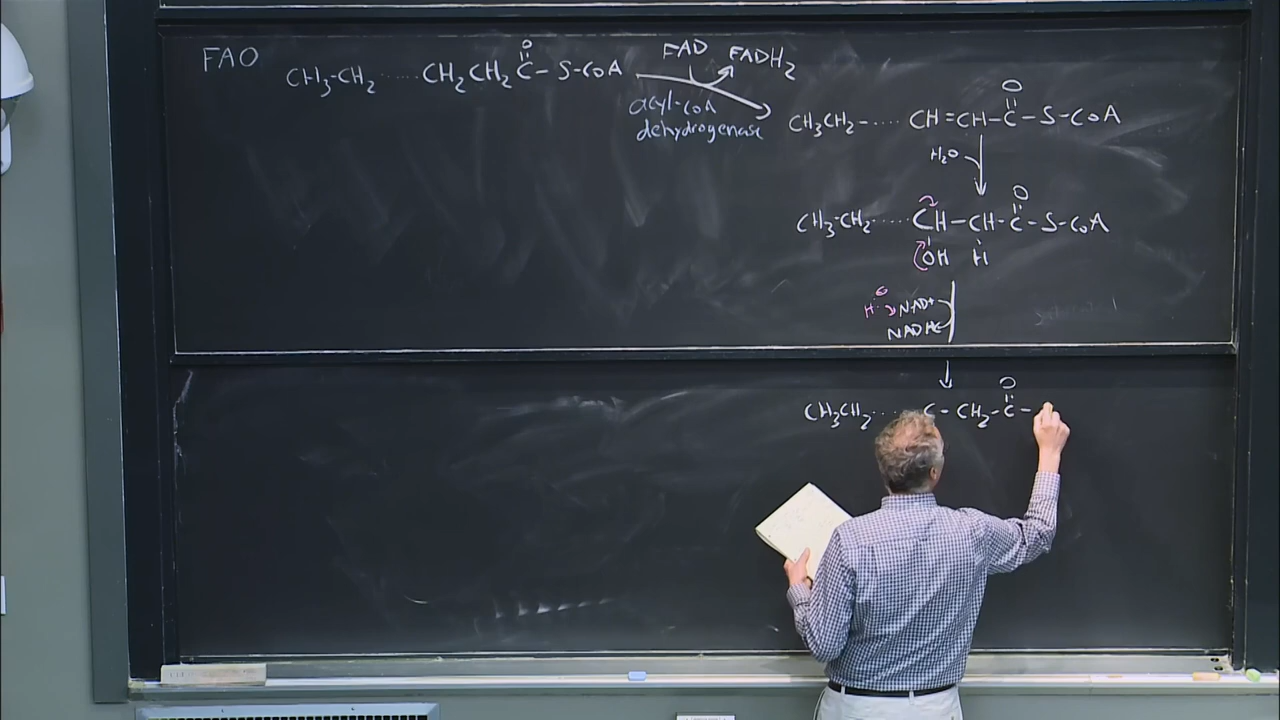 FAO
CH3-CH2 ..... CH2CH2 C - S-CoA
O
FAD FADH2
acyl-CoA
dehydrogenase
O
CH3CH2 - .... CH=CH-C-S-CoA
H2O
O
CH3-CH2 ..... CH-CH-C-S-CoA
OH H
H⊖ NAD+
NADH
O
CH3CH2 ... C - CH2-C -